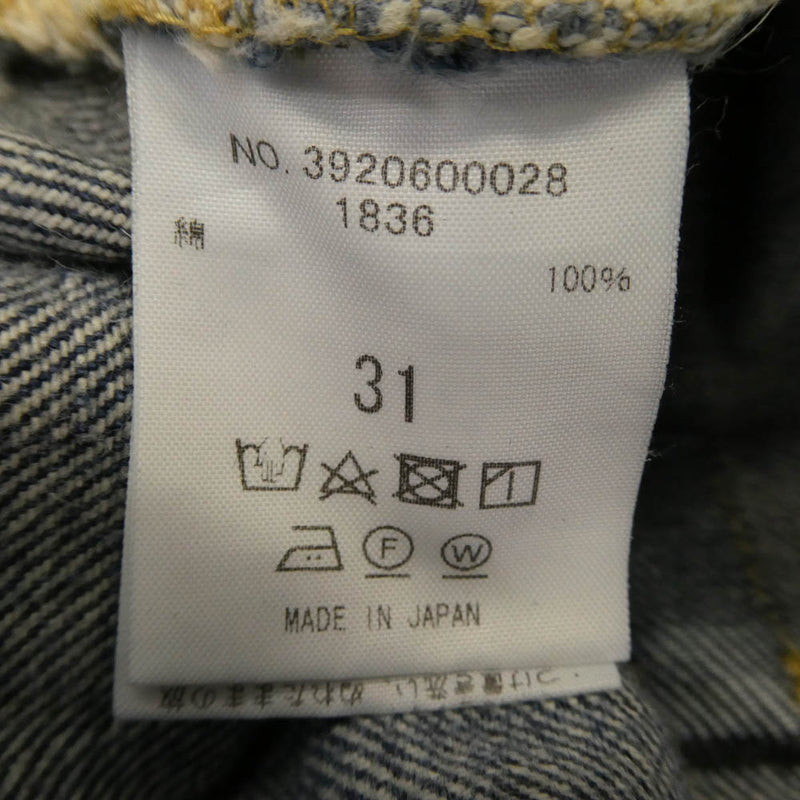 NO. 3920600028
1836
綿
100%
31
F
W
MADE IN JAPAN